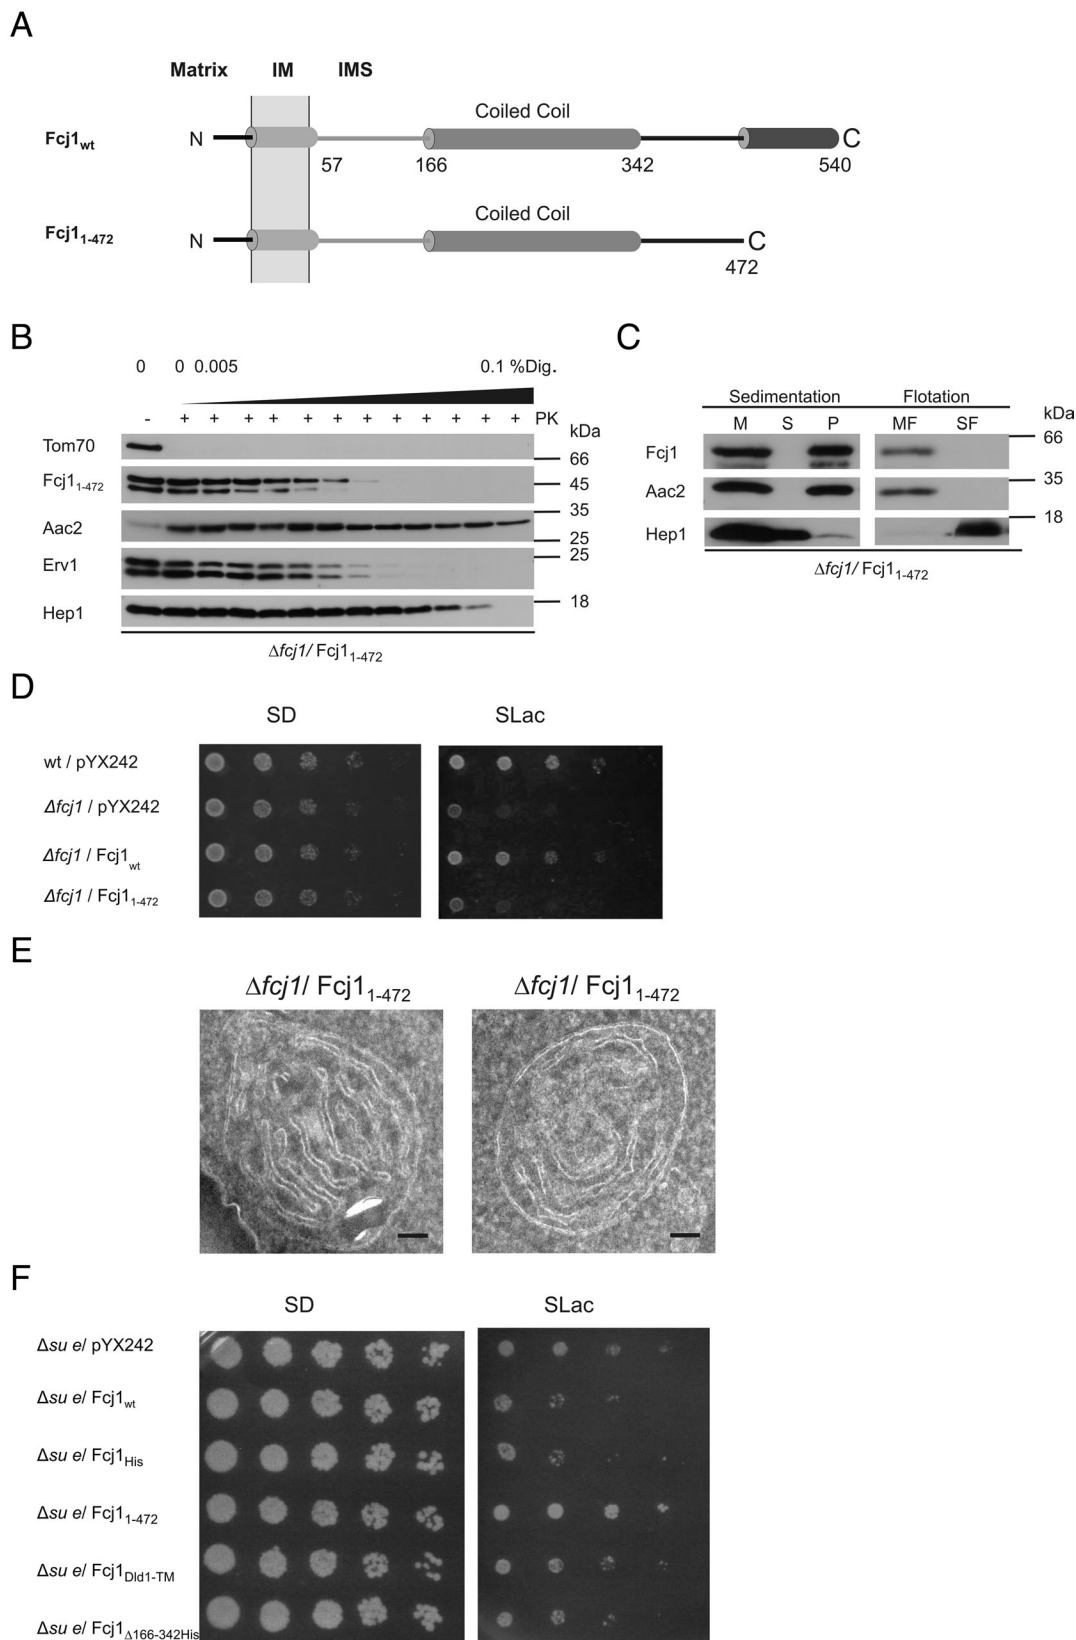 A
Matrix IM IMS
Coiled Coil
Fcj1wt N C
57 166 342 540
Coiled Coil
Fcj11-472 N C
472
B
0 0 0.005 0.1 %Dig.
- + + + + + + + + + + + + PK
kDa
Tom70
66
Fcj11-472 45
35
Aac2
25
25
Erv1
18
Hep1
Δfcj1/ Fcj11-472
C
Sedimentation Flotation
M S P MF SF kDa
66
Fcj1
35
Aac2
18
Hep1
Δfcj1/ Fcj11-472
D
SD SLac
wt / pYX242
Δfcj1 / pYX242
Δfcj1 / Fcj1wt
Δfcj1 / Fcj11-472
E
Δfcj1/ Fcj11-472 Δfcj1/ Fcj11-472
F
SD SLac
Δsu e/ pYX242
Δsu e/ Fcj1wt
Δsu e/ Fcj1His
Δsu e/ Fcj11-472
Δsu e/ Fcj1Dld1-TM
Δsu e/ Fcj1Δ166-342His